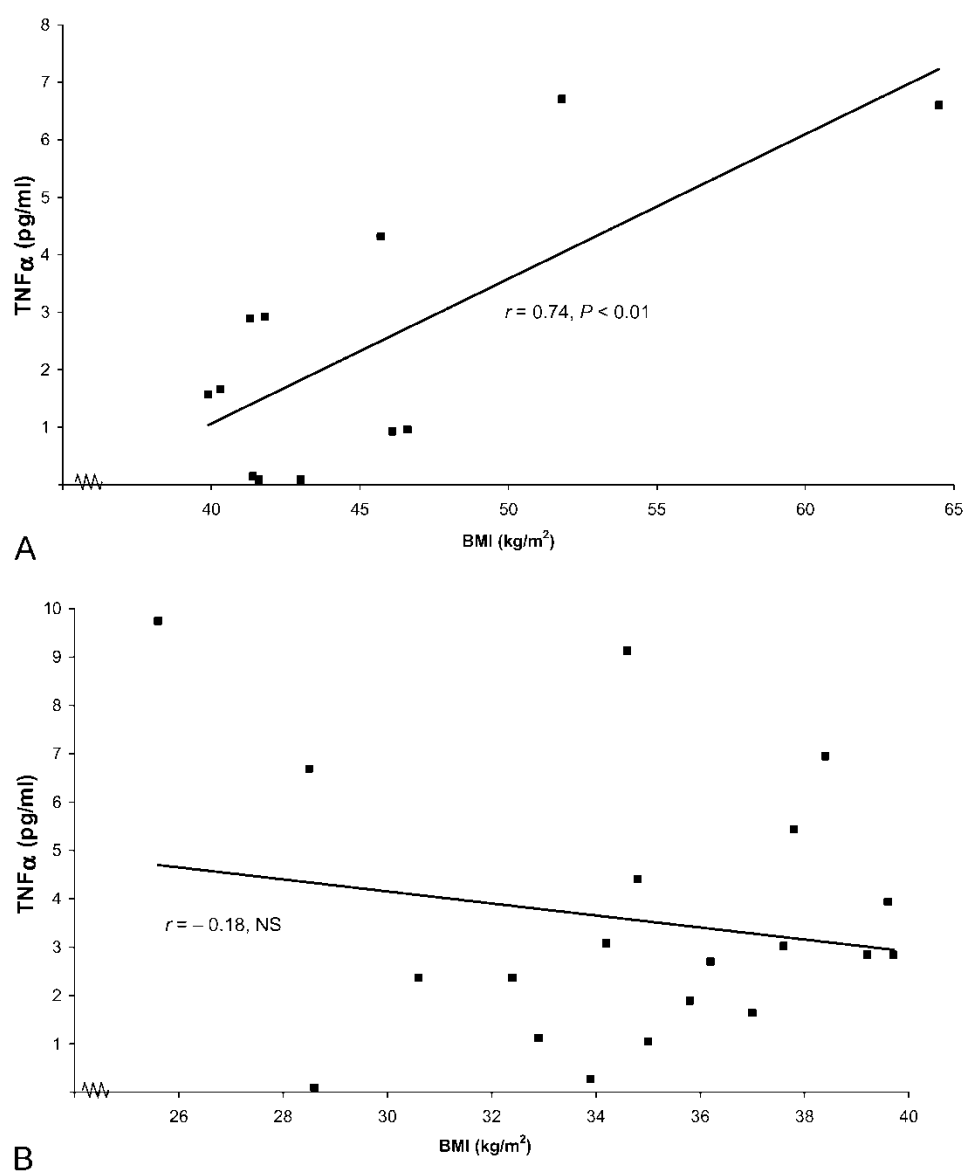 8
7
6
5
4
3
2
1
TNFα (pg/ml)
r = 0.74, P < 0.01
40 45 50 55 60 65
BMI (kg/m²)
A
10
9
8
7
6
5
4
3
2
1
TNFα (pg/ml)
r = – 0.18, NS
26 28 30 32 34 36 38 40
BMI (kg/m²)
B